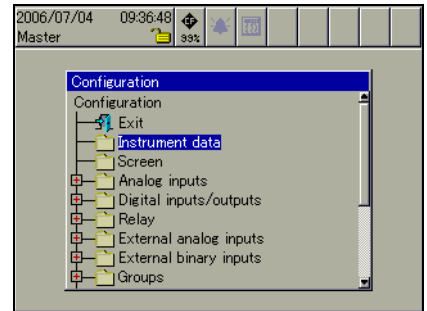 2006/07/04 09:36:48
Master
99%
Configuration
Configuration
Exit
Instrument data
Screen
Analog inputs
Digital inputs/outputs
Relay
External analog inputs
External binary inputs
Groups